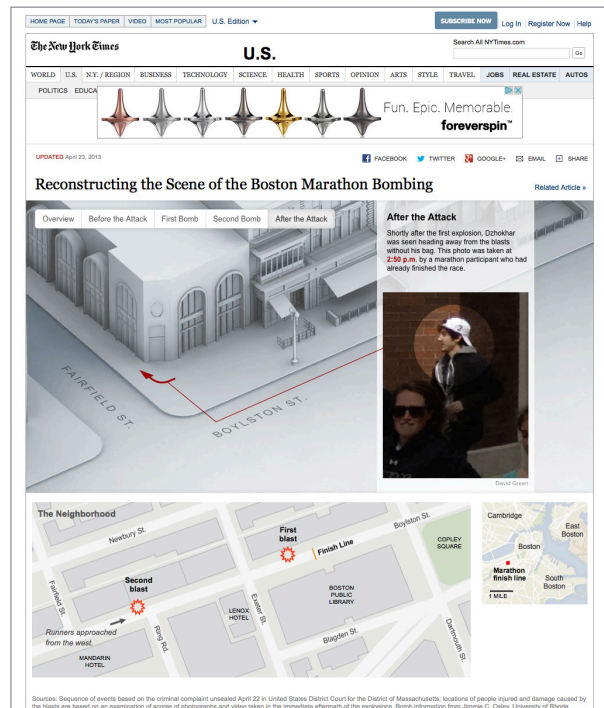 HOME PAGE TODAY'S PAPER VIDEO MOST POPULAR U.S. Edition
SUBSCRIBE NOW Log In Register Now Help
The New York Times
U.S.
Search All NYTimes.com
Go
WORLD U.S. N.Y. / REGION BUSINESS TECHNOLOGY SCIENCE HEALTH SPORTS OPINION ARTS STYLE TRAVEL JOBS REAL ESTATE AUTOS
POLITICS EDUCA
Fun. Epic. Memorable.
foreverspin™
UPDATED April 23, 2013
FACEBOOK TWITTER GOOGLE+ EMAIL SHARE
Reconstructing the Scene of the Boston Marathon Bombing
Related Article »
Overview Before the Attack First Bomb Second Bomb After the Attack
After the Attack
Shortly after the first explosion, Dzhokhar
was seen heading away from the blasts
without his bag. This photo was taken at
2:50 p.m. by a marathon participant who had
already finished the race.
FAIRFIELD ST.
BOYLSTON ST.
David Green
The Neighborhood
Newbury St.
Boylston St.
First
blast
Finish Line
COPLEY
SQUARE
Fairfield St.
Second
blast
Exeter St.
BOSTON
PUBLIC
LIBRARY
LENOX
HOTEL
Ring Rd.
Blagden St.
Dartmouth St.
Runners approached
from the west.
MANDARIN
HOTEL
Cambridge
East
Boston
Boston
Marathon
finish line
South
Boston
1 MILE
Sources: Sequence of events based on the criminal complaint unsealed April 22 in United States District Court for the District of Massachusetts; locations of people injured and damage caused by
the blasts are based on an examination of scores of photographs and video taken in the immediate aftermath of the explosions. Bomb information from Jimmie C. Oxley, University of Rhode